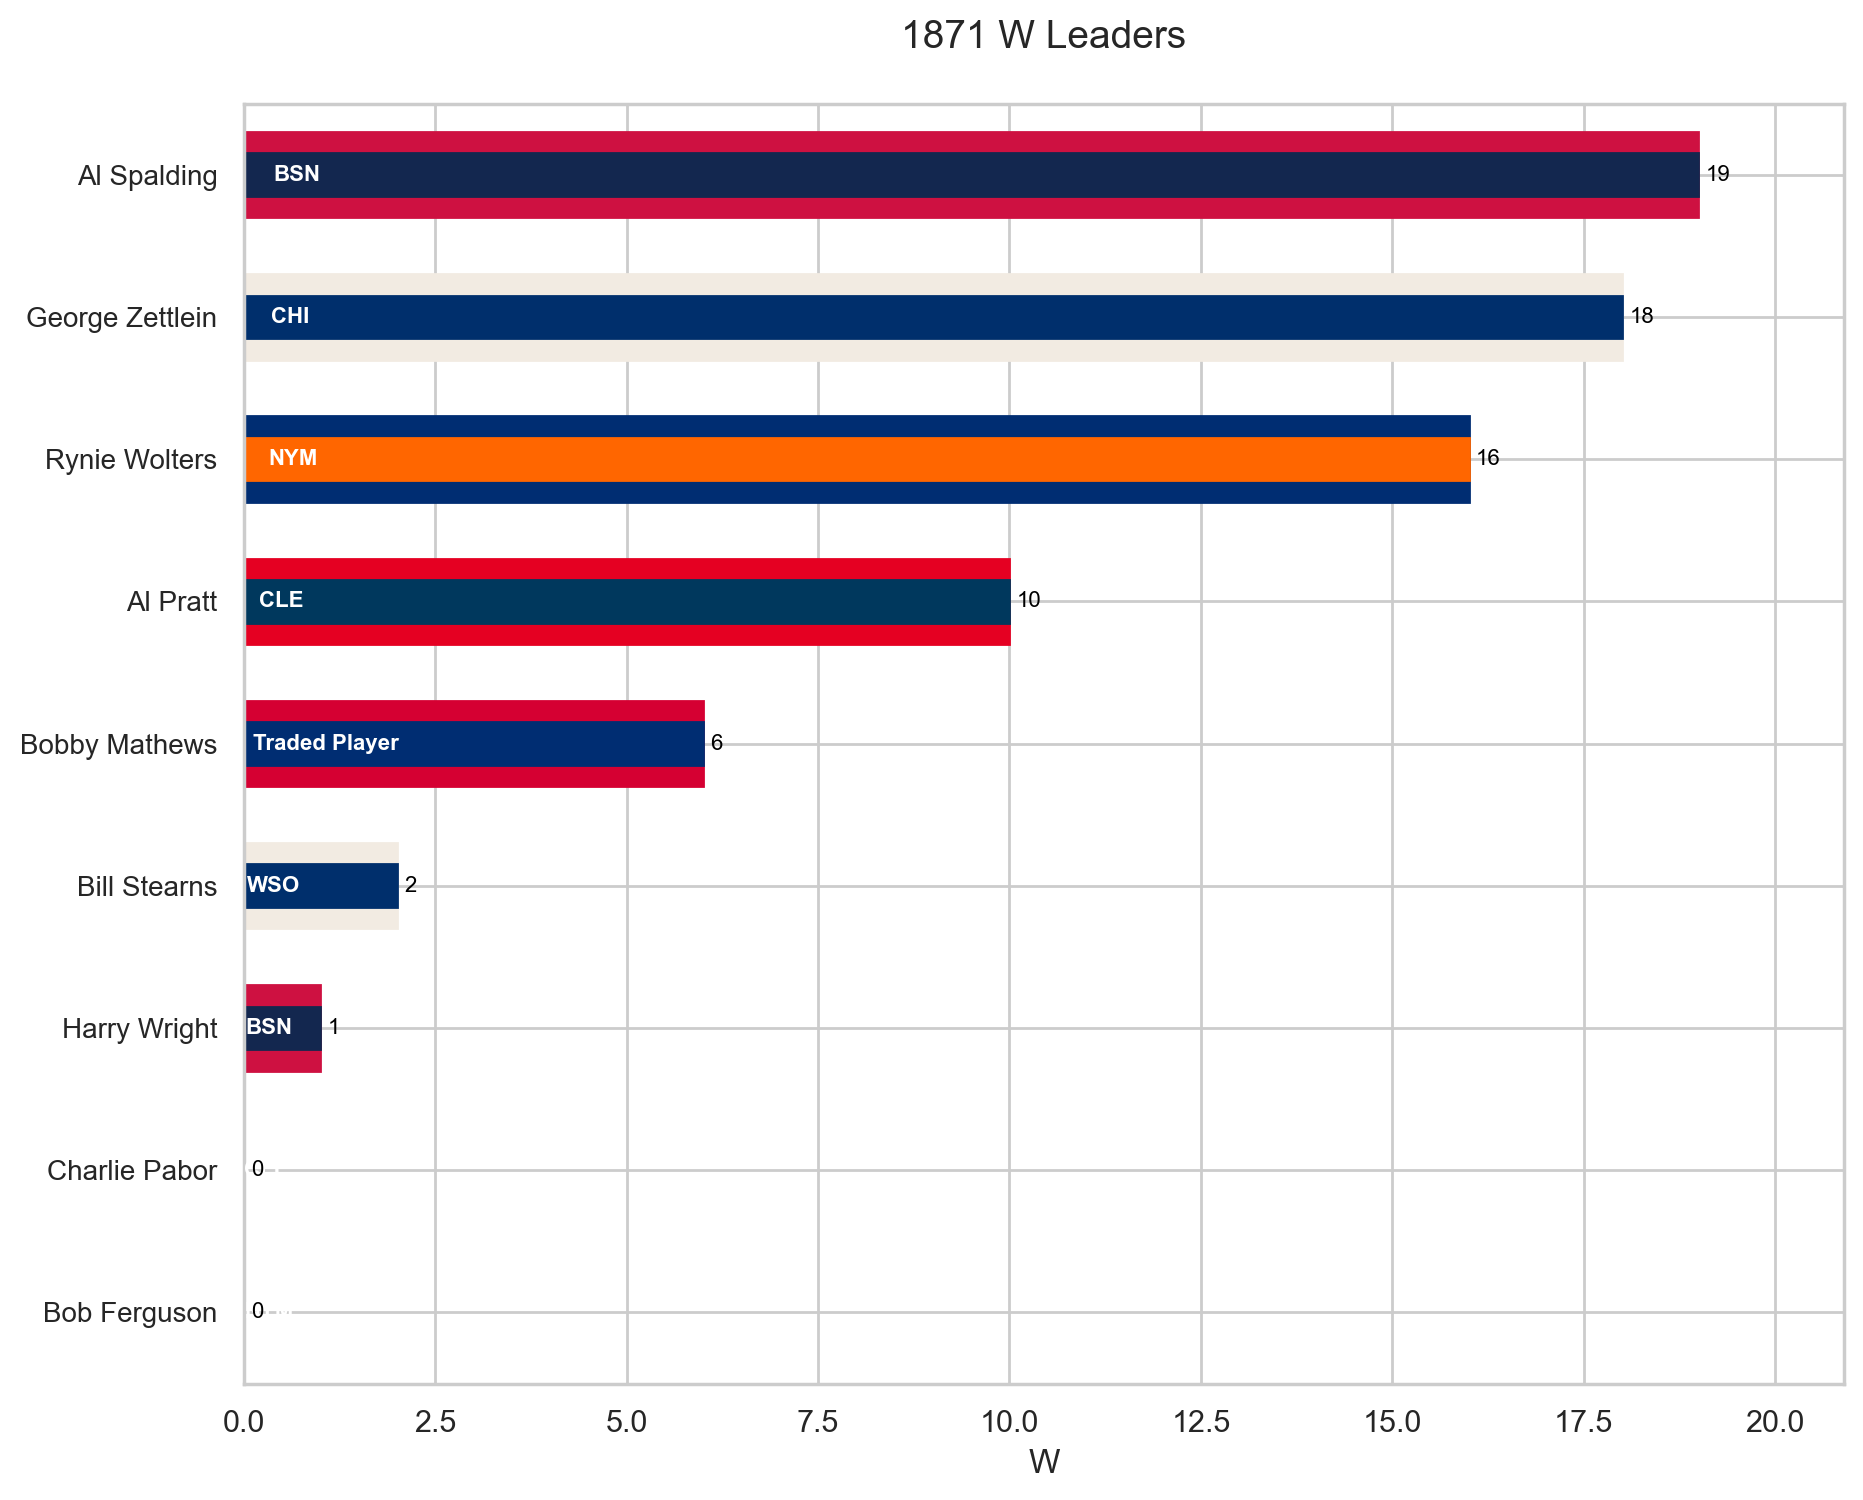 1871 W Leaders
Al Spalding BSN 19
George Zettlein CHI 18
Rynie Wolters NYM 16
Al Pratt CLE 10
Bobby Mathews Traded Player 6
Bill Stearns WSO 2
Harry Wright BSN 1
Charlie Pabor 0
Bob Ferguson 0
0.0 2.5 5.0 7.5 10.0 12.5 15.0 17.5 20.0
W